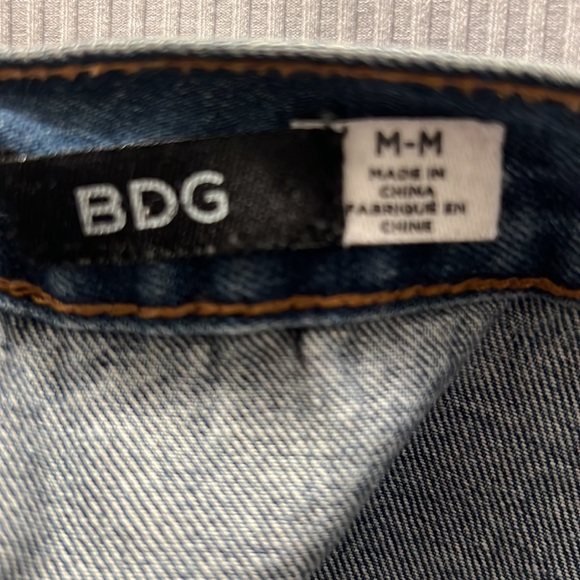 BDG
M-M
MADE IN
CHINA
FABRIQUÉ EN
CHINE